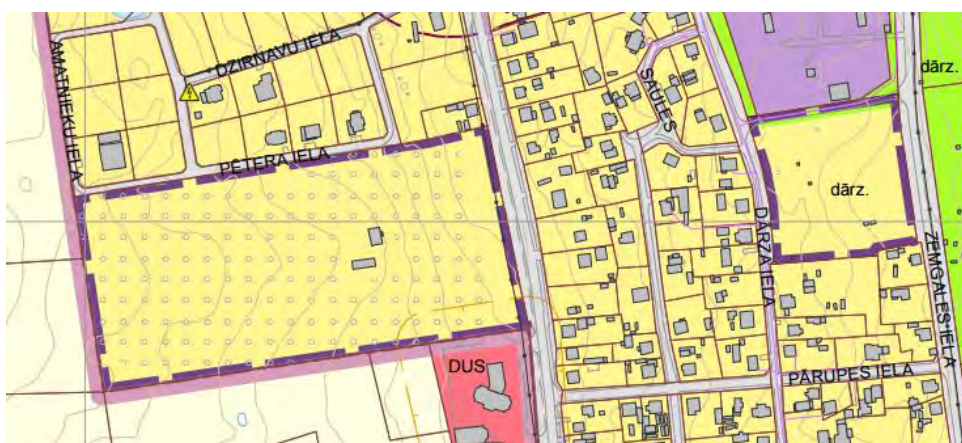 DZIRNAVU IELA
AMATNIEKU IELA
PĒTERA IELA
SAULES
dārz.
dārz.
DĀRZA IELA
ZEMGALES IELA
DUS
PĀRUPES IELA